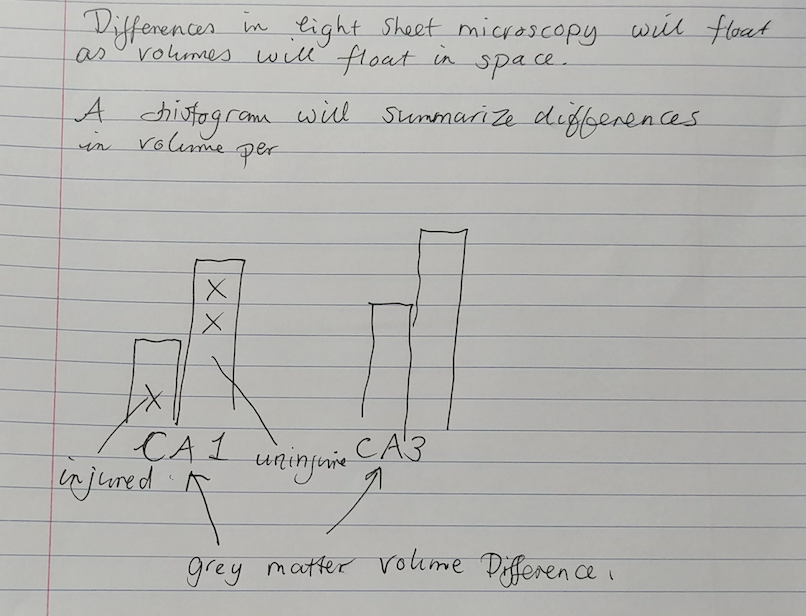 Differences in light sheet microscopy will float
as volumes will float in space.
A histogram will summarize differences
in volume per
X
X
X
CA1
uninjure
CA3
injured.
grey matter volume Difference.